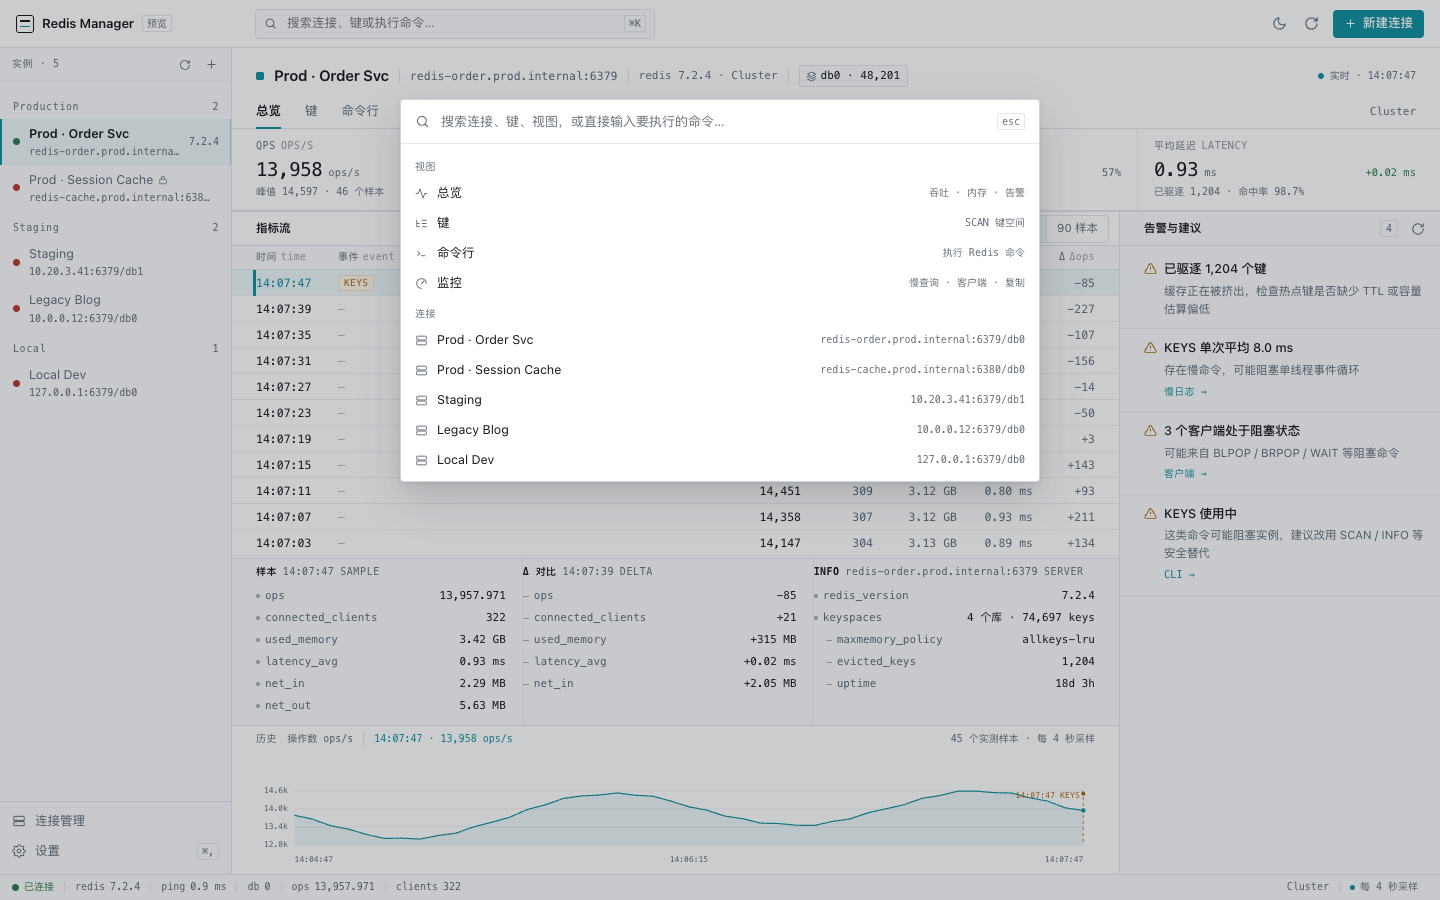 Redis Manager 预览
搜索连接、键或执行命令... ⌘K
新建连接
实例 · 5
Production 2
Prod · Order Svc
redis-order.prod.interna… 7.2.4
Prod · Session Cache
redis-cache.prod.internal:638…
Staging 2
Staging
10.20.3.41:6379/db1
Legacy Blog
10.0.0.12:6379/db0
Local 1
Local Dev
127.0.0.1:6379/db0
连接管理
设置 ⌘,
Prod · Order Svc redis-order.prod.internal:6379 redis 7.2.4 · Cluster db0 · 48,201 实时 · 14:07:47
总览 键 命令行 Cluster
QPS OPS/S
13,958 ops/s
峰值 14,597 · 46 个样本
57%
平均延迟 LATENCY
0.93 ms +0.02 ms
已驱逐 1,204 · 命中率 98.7%
搜索连接、键、视图，或直接输入要执行的命令... esc
视图
总览 吞吐 · 内存 · 告警
键 SCAN 键空间
命令行 执行 Redis 命令
监控 慢查询 · 客户端 · 复制
连接
Prod · Order Svc redis-order.prod.internal:6379/db0
Prod · Session Cache redis-cache.prod.internal:6380/db0
Staging 10.20.3.41:6379/db1
Legacy Blog 10.0.0.12:6379/db0
Local Dev 127.0.0.1:6379/db0
指标流 90 样本
时间 time 事件 event Δ Δops
14:07:47 KEYS −85
14:07:39 — −227
14:07:35 — −107
14:07:31 — −156
14:07:27 — −14
14:07:23 — −50
14:07:19 — +3
14:07:15 — +143
14:07:11 — 14,451 309 3.12 GB 0.80 ms +93
14:07:07 — 14,358 307 3.12 GB 0.93 ms +211
14:07:03 — 14,147 304 3.13 GB 0.89 ms +134
样本 14:07:47 SAMPLE
ops 13,957.971
connected_clients 322
used_memory 3.42 GB
latency_avg 0.93 ms
net_in 2.29 MB
net_out 5.63 MB
Δ 对比 14:07:39 DELTA
— ops −85
— connected_clients +21
— used_memory +315 MB
— latency_avg +0.02 ms
— net_in +2.05 MB
INFO redis-order.prod.internal:6379 SERVER
redis_version 7.2.4
keyspaces 4 个库 · 74,697 keys
— maxmemory_policy allkeys-lru
— evicted_keys 1,204
— uptime 18d 3h
历史 操作数 ops/s 14:07:47 · 13,958 ops/s 45 个实测样本 · 每 4 秒采样
14.6k
14.0k
13.4k
12.8k
14:07:47 KEYS
14:04:47 14:06:15 14:07:47
告警与建议 4
已驱逐 1,204 个键
缓存正在被挤出，检查热点键是否缺少 TTL 或容量
估算偏低
KEYS 单次平均 8.0 ms
存在慢命令，可能阻塞单线程事件循环
慢日志 →
3 个客户端处于阻塞状态
可能来自 BLPOP / BRPOP / WAIT 等阻塞命令
客户端 →
KEYS 使用中
这类命令可能阻塞实例，建议改用 SCAN / INFO 等
安全替代
CLI →
已连接 redis 7.2.4 ping 0.9 ms db 0 ops 13,957.971 clients 322 Cluster 每 4 秒采样